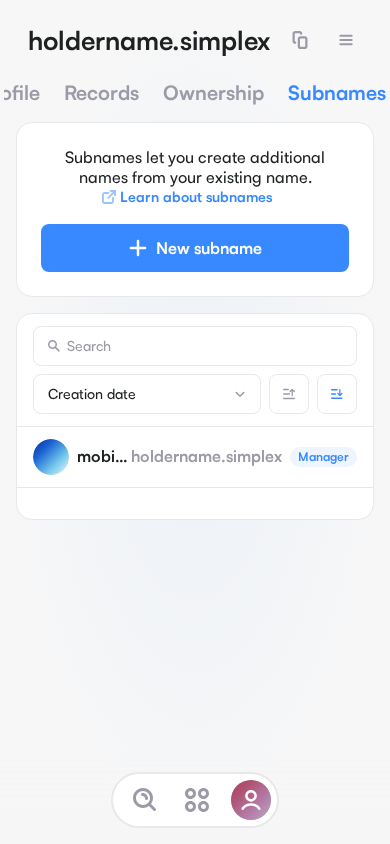 holdername.simplex
ofile Records Ownership Subnames
Subnames let you create additional
names from your existing name.
Learn about subnames
New subname
Search
Creation date
mobi... holdername.simplex Manager